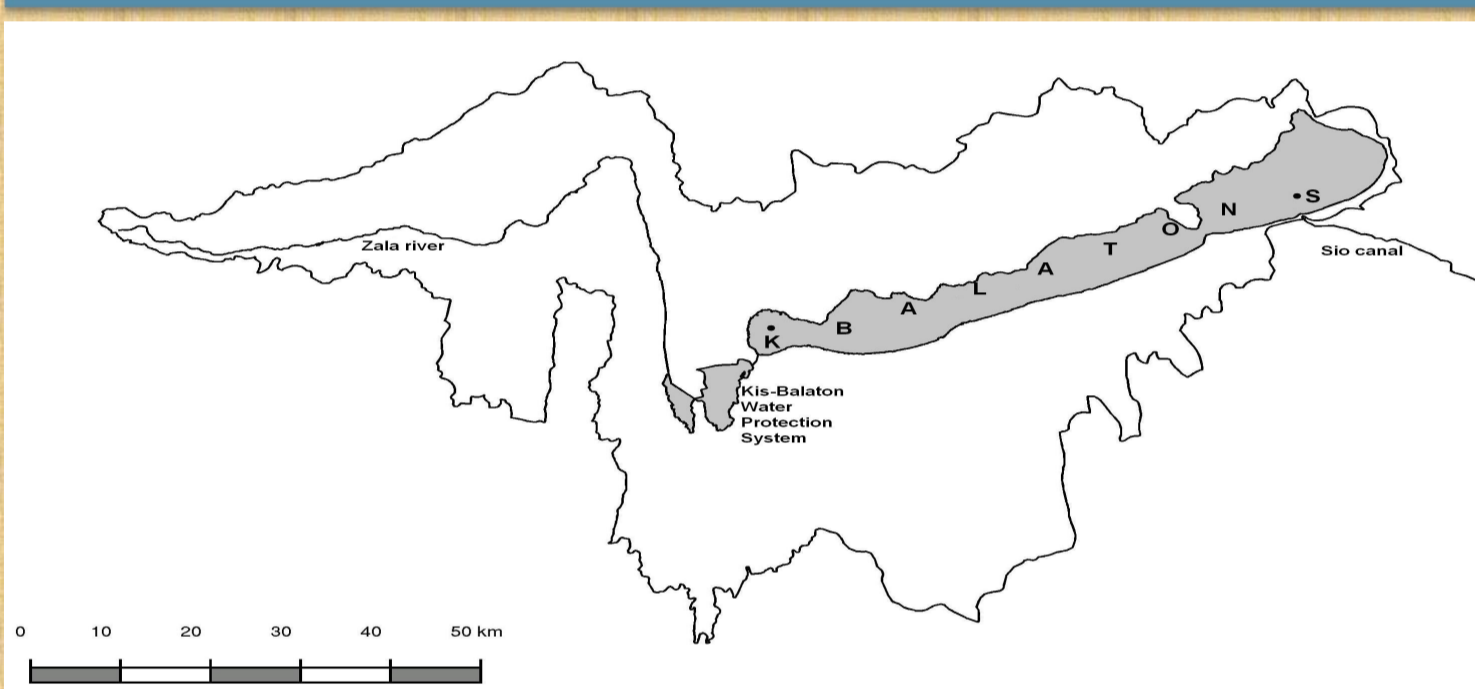 S
N
O
Zala river
T
Sio canal
A
L
A
B
K
Kis-Balaton
Water
Protection
System
0 10 20 30 40 50 km